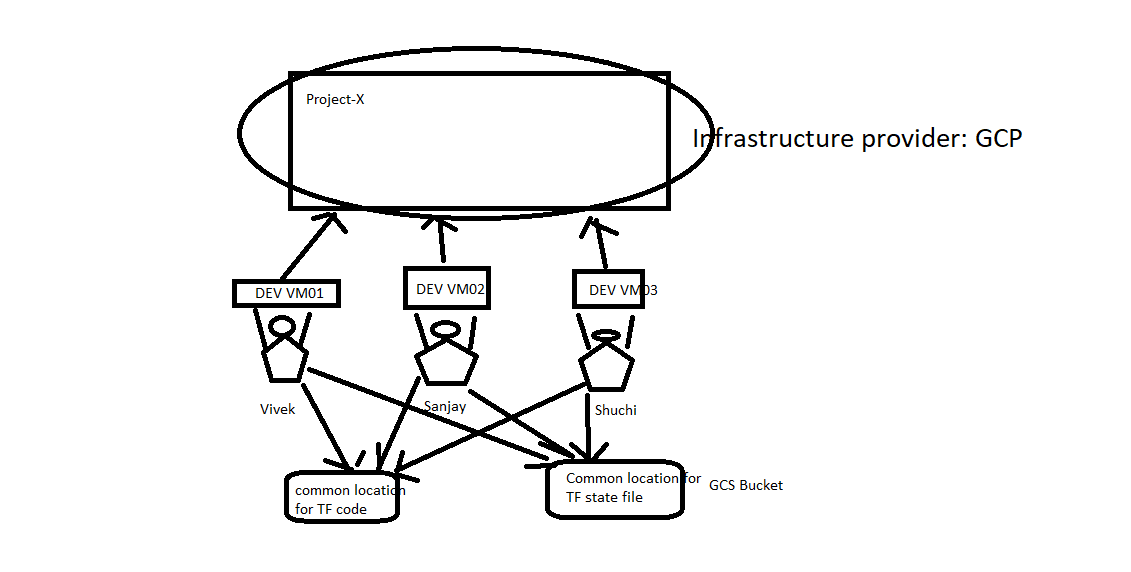 Project-X
Infrastructure provider: GCP
DEV VM01
DEV VM02
DEV VM03
Vivek
Sanjay
Shuchi
common location
for TF code
Common location for
TF state file
GCS Bucket